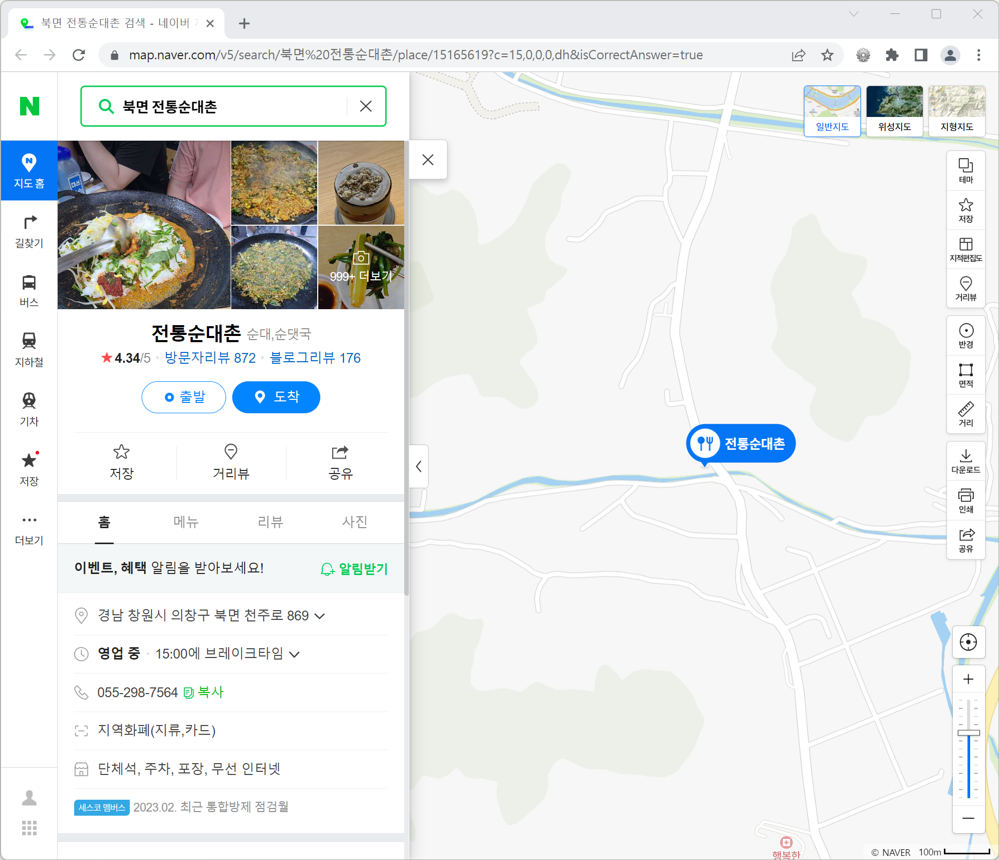 북면 전통순대촌 검색 - 네이버
map.naver.com/v5/search/북면%20전통순대촌/place/15165619?c=15,0,0,0,dh&isCorrectAnswer=true
N
북면 전통순대촌
지도 홈
길찾기
버스
지하철
기차
저장
더보기
대선
999+ 더보기
전통순대촌 순대,순댓국
4.34/5 · 방문자리뷰 872 · 블로그리뷰 176
출발
도착
저장
거리뷰
공유
홈
메뉴
리뷰
사진
이벤트, 혜택 알림을 받아보세요!
알림받기
경남 창원시 의창구 북면 천주로 869
영업 중 · 15:00에 브레이크타임
055-298-7564 복사
지역화폐(지류,카드)
단체석, 주차, 포장, 무선 인터넷
세스코 멤버스 2023.02. 최근 통합방제 점검월
일반지도
위성지도
지형지도
테마
저장
지적편집도
거리뷰
반경
면적
거리
다운로드
인쇄
공유
전통순대촌
행복한
© NAVER 100m